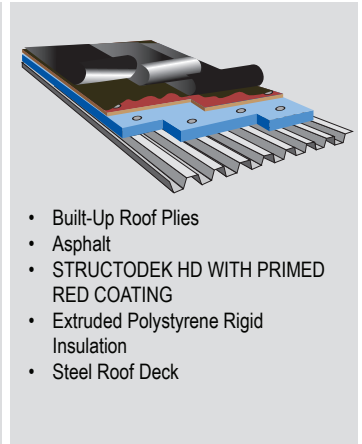 • Built-Up Roof Plies
• Asphalt
• STRUCTODEK HD WITH PRIMED
RED COATING
• Extruded Polystyrene Rigid
Insulation
• Steel Roof Deck